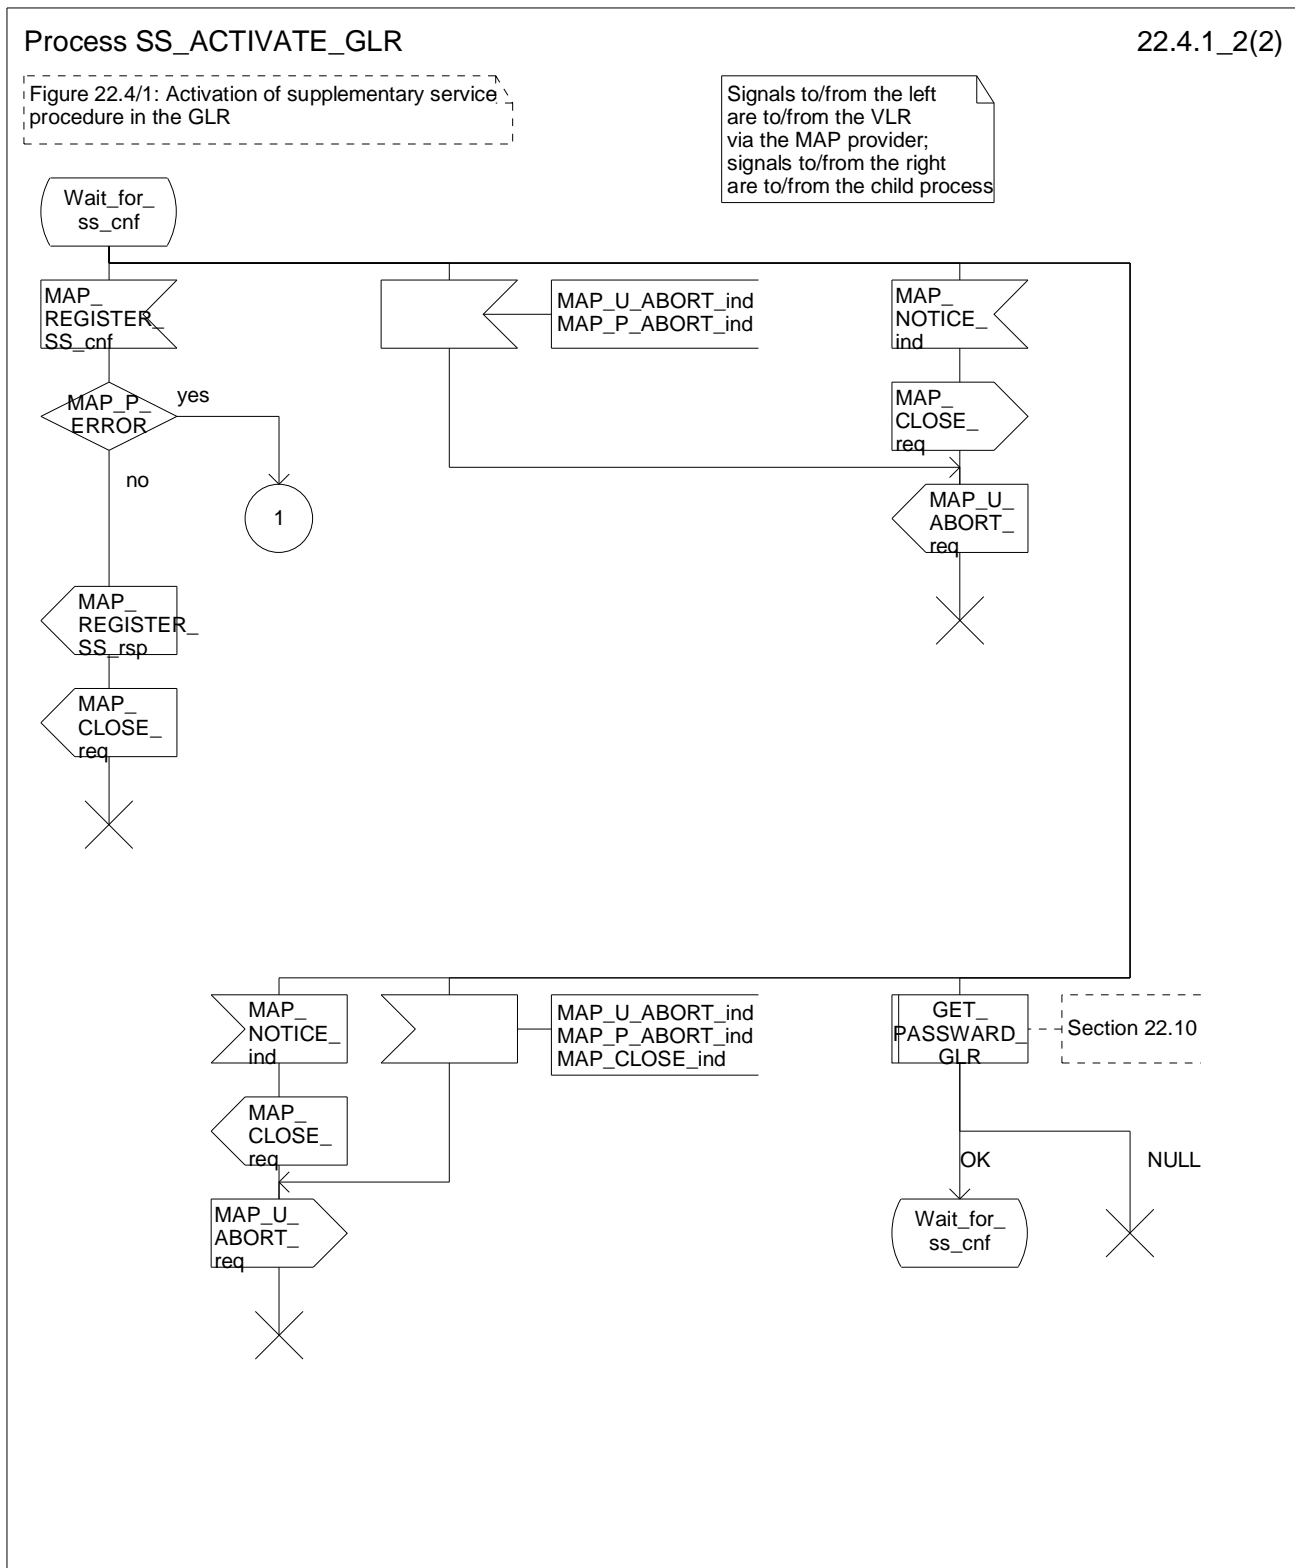 Process SS_ACTIVATE_GLR
22.4.1_2(2)
Figure 22.4/1: Activation of supplementary service
procedure in the GLR
Signals to/from the left
are to/from the VLR
via the MAP provider;
signals to/from the right
are to/from the child process
Wait_for_
ss_cnf
MAP_
REGISTER_
SS_cnf
MAP_U_ABORT_ind
MAP_P_ABORT_ind
MAP_
NOTICE_
ind
MAP_P_
ERROR
yes
no
1
MAP_
CLOSE_
req
MAP_U_
ABORT_
req
MAP_
REGISTER_
SS_rsp
MAP_
CLOSE_
req
MAP_
NOTICE_
ind
MAP_U_ABORT_ind
MAP_P_ABORT_ind
MAP_CLOSE_ind
GET_
PASSWARD_
GLR
Section 22.10
MAP_
CLOSE_
req
OK
NULL
MAP_U_
ABORT_
req
Wait_for_
ss_cnf